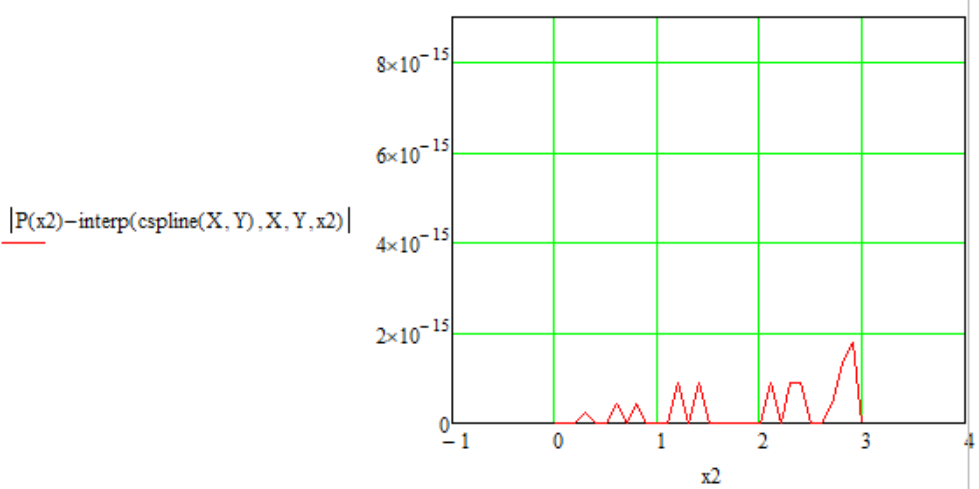 8×10⁻¹⁵
6×10⁻¹⁵
|P(x2)−interp(cspline(X,Y),X,Y,x2)|
4×10⁻¹⁵
2×10⁻¹⁵
0
−1 0 1 2 3 4
x2